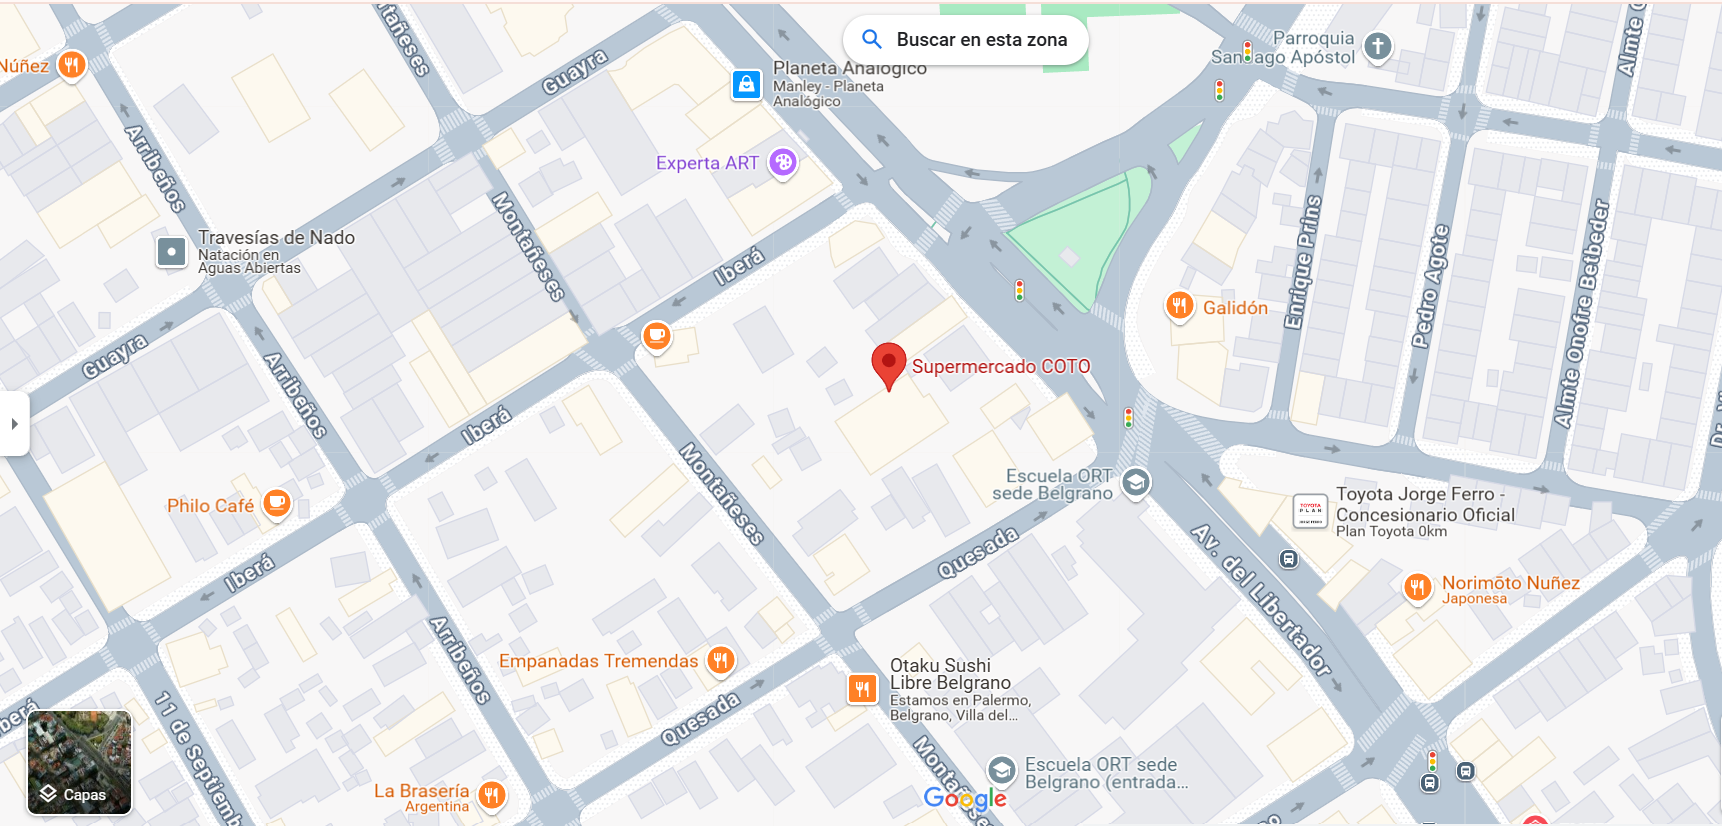 Buscar en esta zona
Parroquia
Santiago Apóstol
Almte
Montañeses
Núñez
Guayra
Planeta Analógico
Manley - Planeta
Analógico
Arribeños
Experta ART
Montañeses
Enrique Prins
Pedro Agote
Almte Onofre Betbeder
Travesías de Nado
Natación en
Aguas Abiertas
Iberá
Galidón
Guayra
Arribeños
Supermercado COTO
Iberá
Montañeses
Escuela ORT
sede Belgrano
Toyota Jorge Ferro -
Concesionario Oficial
Plan Toyota 0km
TOYOTA
PLAN
Philo Café
Iberá
Quesada
Av. del Libertador
Norimōto Nuñez
Japonesa
Arribeños
Empanadas Tremendas
Otaku Sushi
Libre Belgrano
Estamos en Palermo,
Belgrano, Villa del...
Iberá
11 de Septiemb
Quesada
Montañes
Escuela ORT sede
Belgrano (entrada...
La Brasería
Argentina
Capas
Google